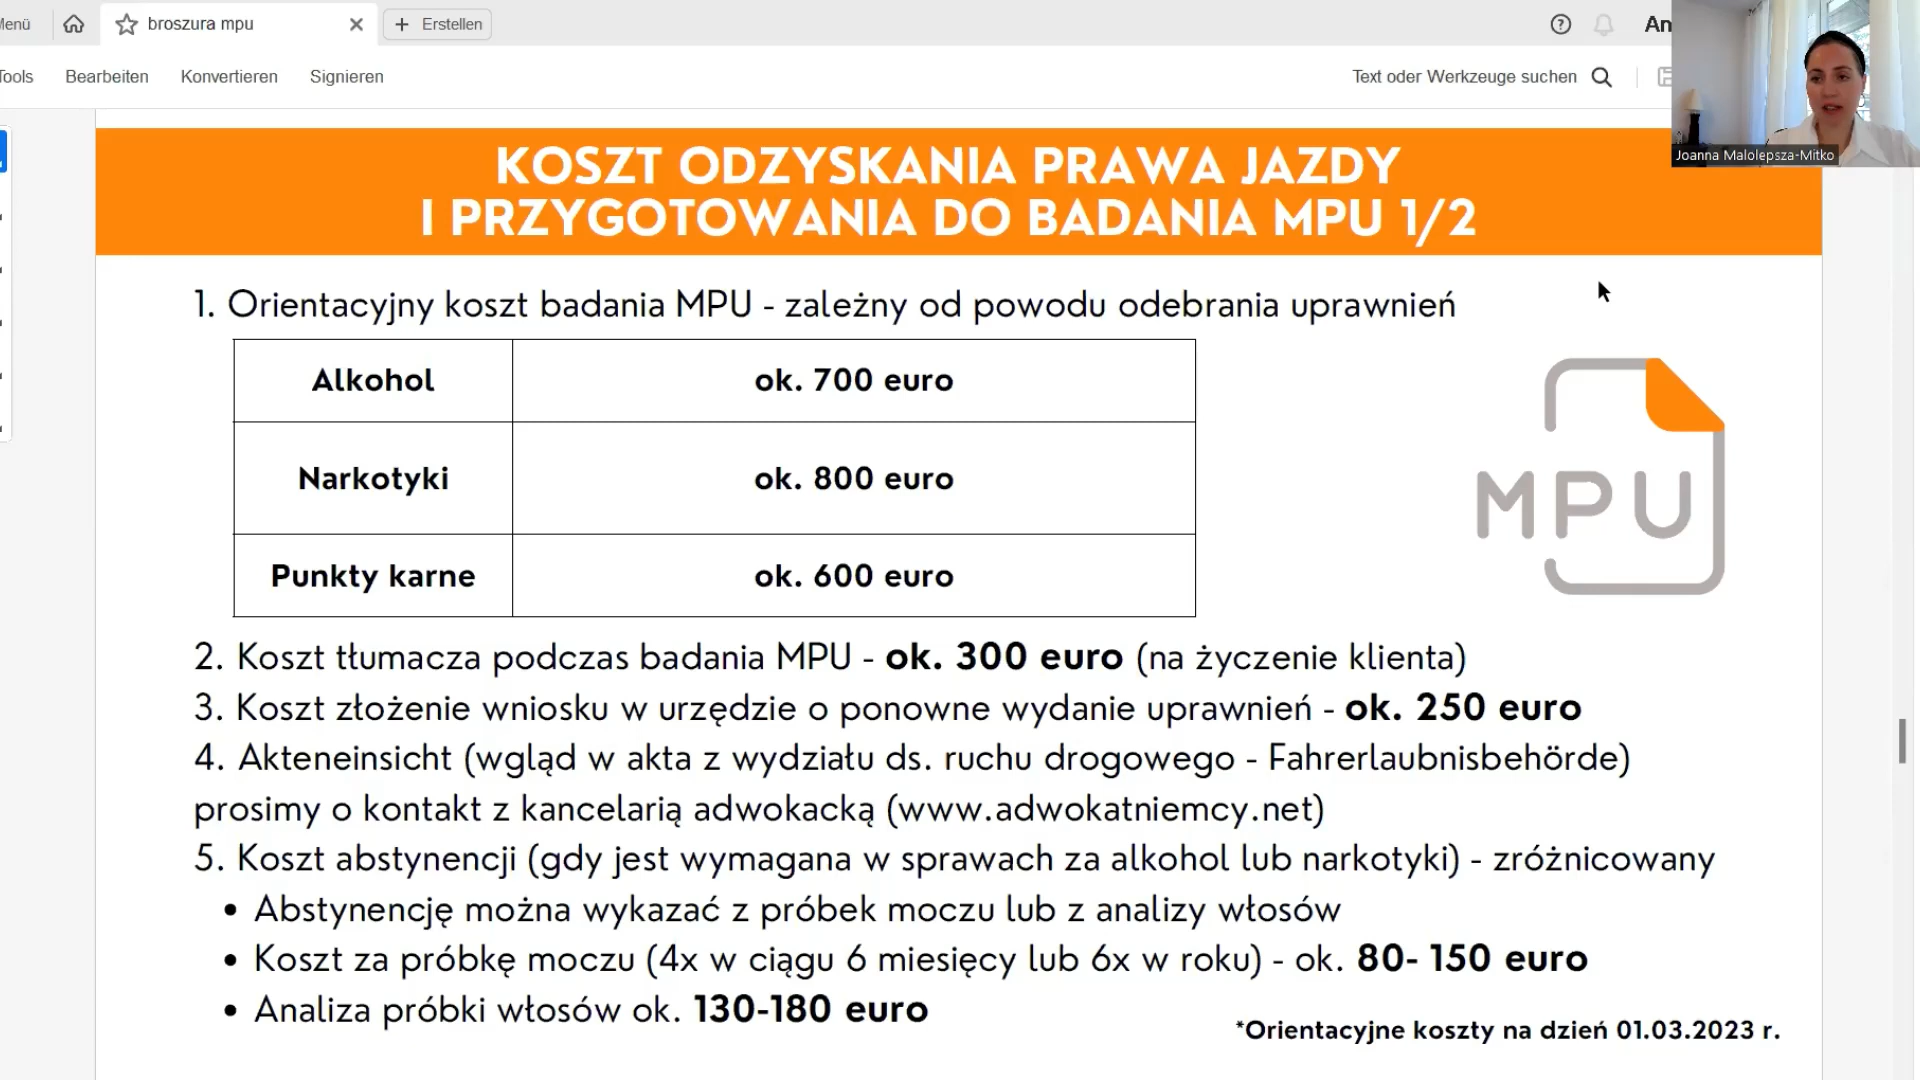 Menü
broszura mpu
Erstellen
An
Tools
Bearbeiten
Konvertieren
Signieren
Text oder Werkzeuge suchen
Joanna Malolepsza-Mitko
KOSZT ODZYSKANIA PRAWA JAZDY
I PRZYGOTOWANIA DO BADANIA MPU 1/2
1. Orientacyjny koszt badania MPU - zależny od powodu odebrania uprawnień
Alkohol ok. 700 euro
Narkotyki ok. 800 euro
Punkty karne ok. 600 euro
MPU
2. Koszt tłumacza podczas badania MPU - ok. 300 euro (na życzenie klienta)
3. Koszt złożenie wniosku w urzędzie o ponowne wydanie uprawnień - ok. 250 euro
4. Akteneinsicht (wgląd w akta z wydziału ds. ruchu drogowego - Fahrerlaubnisbehörde)
prosimy o kontakt z kancelarią adwokacką (www.adwokatniemcy.net)
5. Koszt abstynencji (gdy jest wymagana w sprawach za alkohol lub narkotyki) - zróżnicowany
• Abstynencję można wykazać z próbek moczu lub z analizy włosów
• Koszt za próbkę moczu (4x w ciągu 6 miesięcy lub 6x w roku) - ok. 80- 150 euro
• Analiza próbki włosów ok. 130-180 euro
*Orientacyjne koszty na dzień 01.03.2023 r.